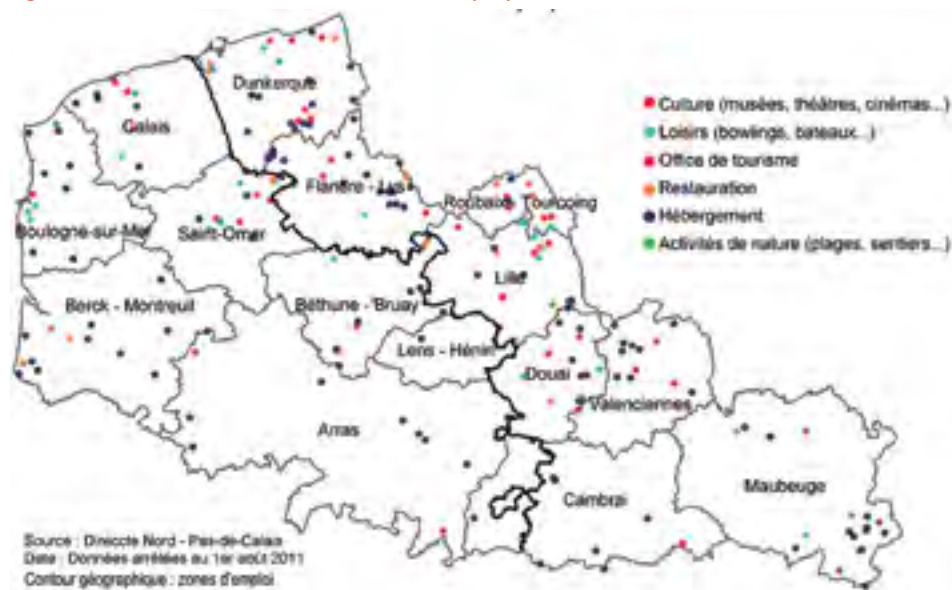 Dunkerque
Calais
Flandre - Lys
Roubaix - Tourcoing
Boulogne-sur-Mer
Saint-Omer
Lille
Berck - Montreuil
Béthune - Bruay
Lens - Hénin
Douai
Valenciennes
Arras
Cambrai
Maubeuge
Culture (musées, théâtres, cinémas...)
Loisirs (bowlings, bateaux...)
Office de tourisme
Restauration
Hébergement
Activités de nature (plages, sentiers...)
Source : Direccte Nord - Pas-de-Calais
Date : Données arrêtées au 1er août 2011
Contour géographique : zones d'emploi